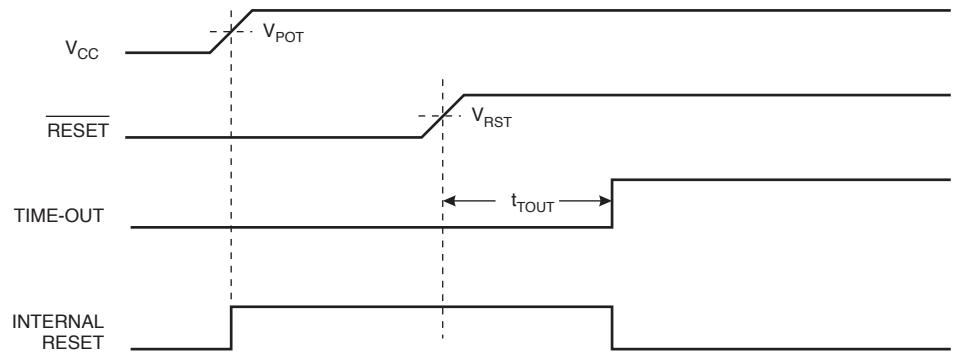 V_CC
V_POT
RESET
V_RST
TIME-OUT
t_TOUT
INTERNAL
RESET